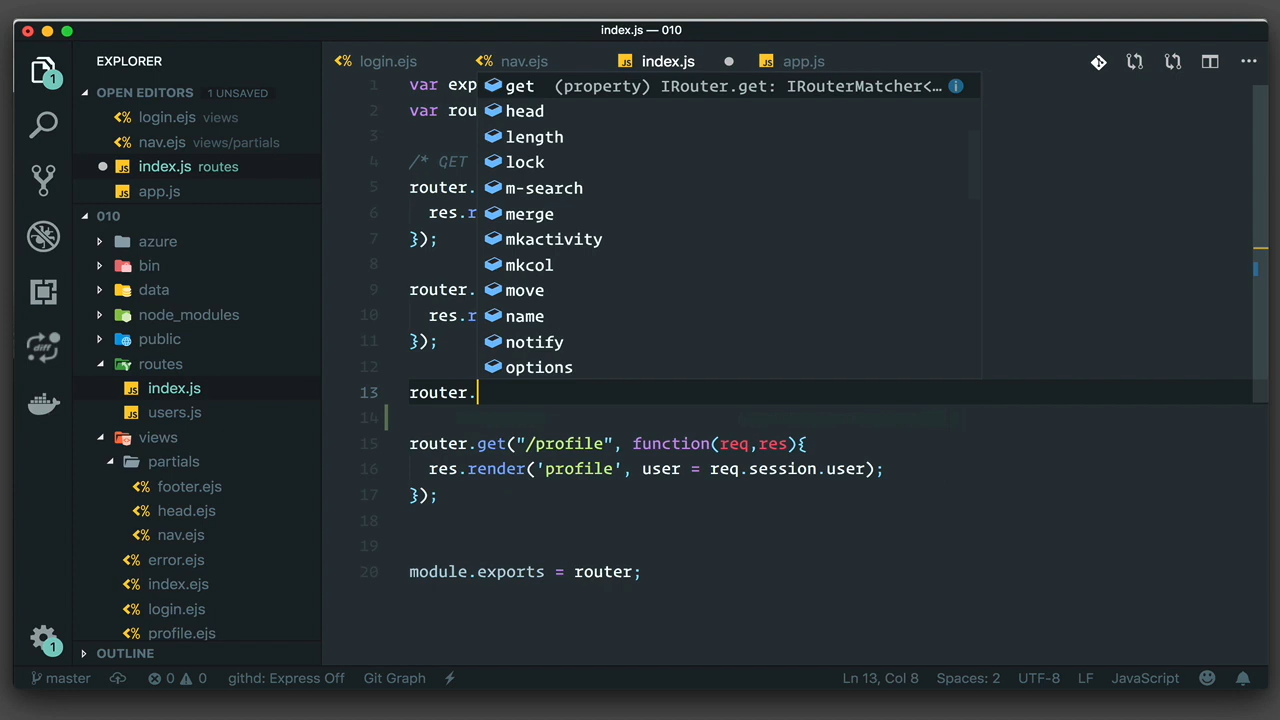 index.js — 010
EXPLORER
OPEN EDITORS 1 UNSAVED
login.ejs views
nav.ejs views/partials
index.js routes
app.js
010
azure
bin
data
node_modules
public
routes
index.js
users.js
views
partials
footer.ejs
head.ejs
nav.ejs
error.ejs
index.ejs
login.ejs
profile.ejs
OUTLINE
1
1
login.ejs nav.ejs index.js app.js
1 var exp
2 var rou
3
4 /* GET
5 router.
6 res.r
7 });
8
9 router.
10 res.r
11 });
12
13 router.
14
15 router.get("/profile", function(req,res){
16 res.render('profile', user = req.session.user);
17 });
18
19
20 module.exports = router;
get (property) IRouter.get: IRouterMatcher<…
head
length
lock
m-search
merge
mkactivity
mkcol
move
name
notify
options
master 0 0 githd: Express Off Git Graph Ln 13, Col 8 Spaces: 2 UTF-8 LF JavaScript